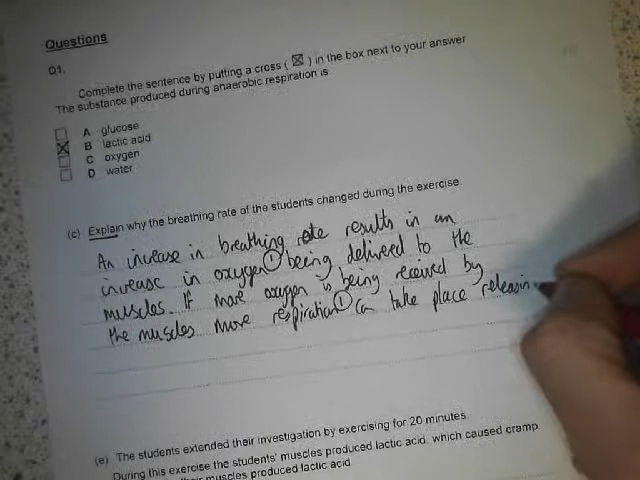 Questions
Q1.
Complete the sentence by putting a cross ( ☒ ) in the box next to your answer
The substance produced during anaerobic respiration is
A glucose
B lactic acid
C oxygen
D water
(c) Explain why the breathing rate of the students changed during the exercise.
An increase in breathing rate results in an
increase in oxygen ① being delivered to the
muscles. If more oxygen is being received by
the muscles more respiration ① can take place releasin
(e) The students extended their investigation by exercising for 20 minutes.
During this exercise the students' muscles produced lactic acid, which caused cramp.
their muscles produced lactic acid